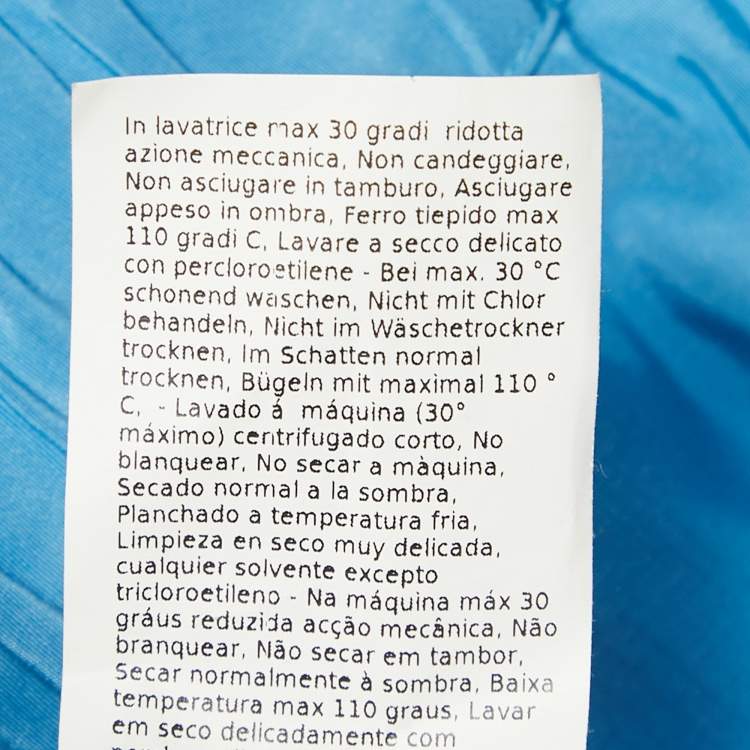 In lavatrice max 30 gradi ridotta
azione meccanica, Non candeggiare,
Non asciugare in tamburo, Asciugare
appeso in ombra, Ferro tiepido max
110 gradi C, Lavare a secco delicato
con percloroetilene - Bei max. 30 °C
schonend waschen, Nicht mit Chlor
behandeln, Nicht im Wäschetrockner
trocknen, Im Schatten normal
trocknen, Bügeln mit maximal 110 °
C, - Lavado á máquina (30°
máximo) centrifugado corto, No
blanquear, No secar a màquina,
Secado normal a la sombra,
Planchado a temperatura fria,
Limpieza en seco muy delicada,
cualquier solvente excepto
tricloroetileno - Na máquina máx 30
gráus reduzida acção mecânica, Não
branquear, Não secar em tambor,
Secar normalmente à sombra, Baixa
temperatura max 110 graus, Lavar
em seco delicadamente com